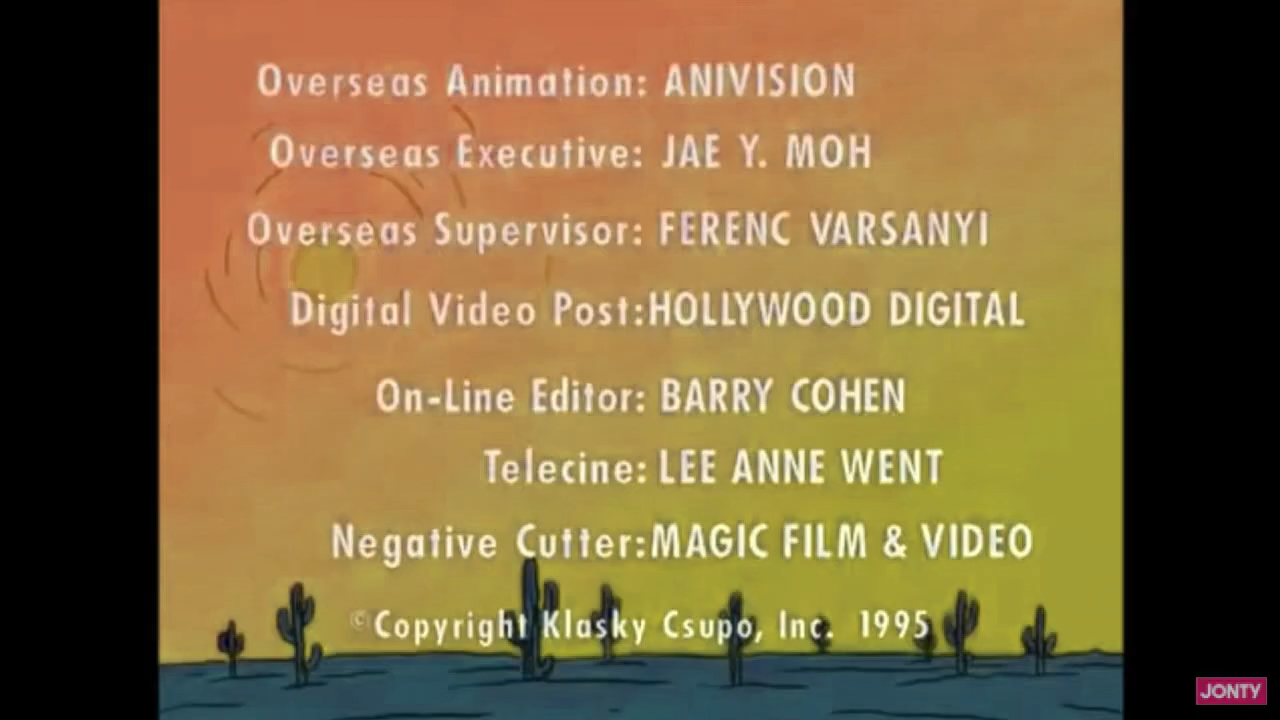 Overseas Animation: ANIVISION
Overseas Executive: JAE Y. MOH
Overseas Supervisor: FERENC VARSANYI
Digital Video Post:HOLLYWOOD DIGITAL
On-Line Editor: BARRY COHEN
Telecine: LEE ANNE WENT
Negative Cutter:MAGIC FILM & VIDEO
©Copyright Klasky Csupo, Inc. 1995
JONTY